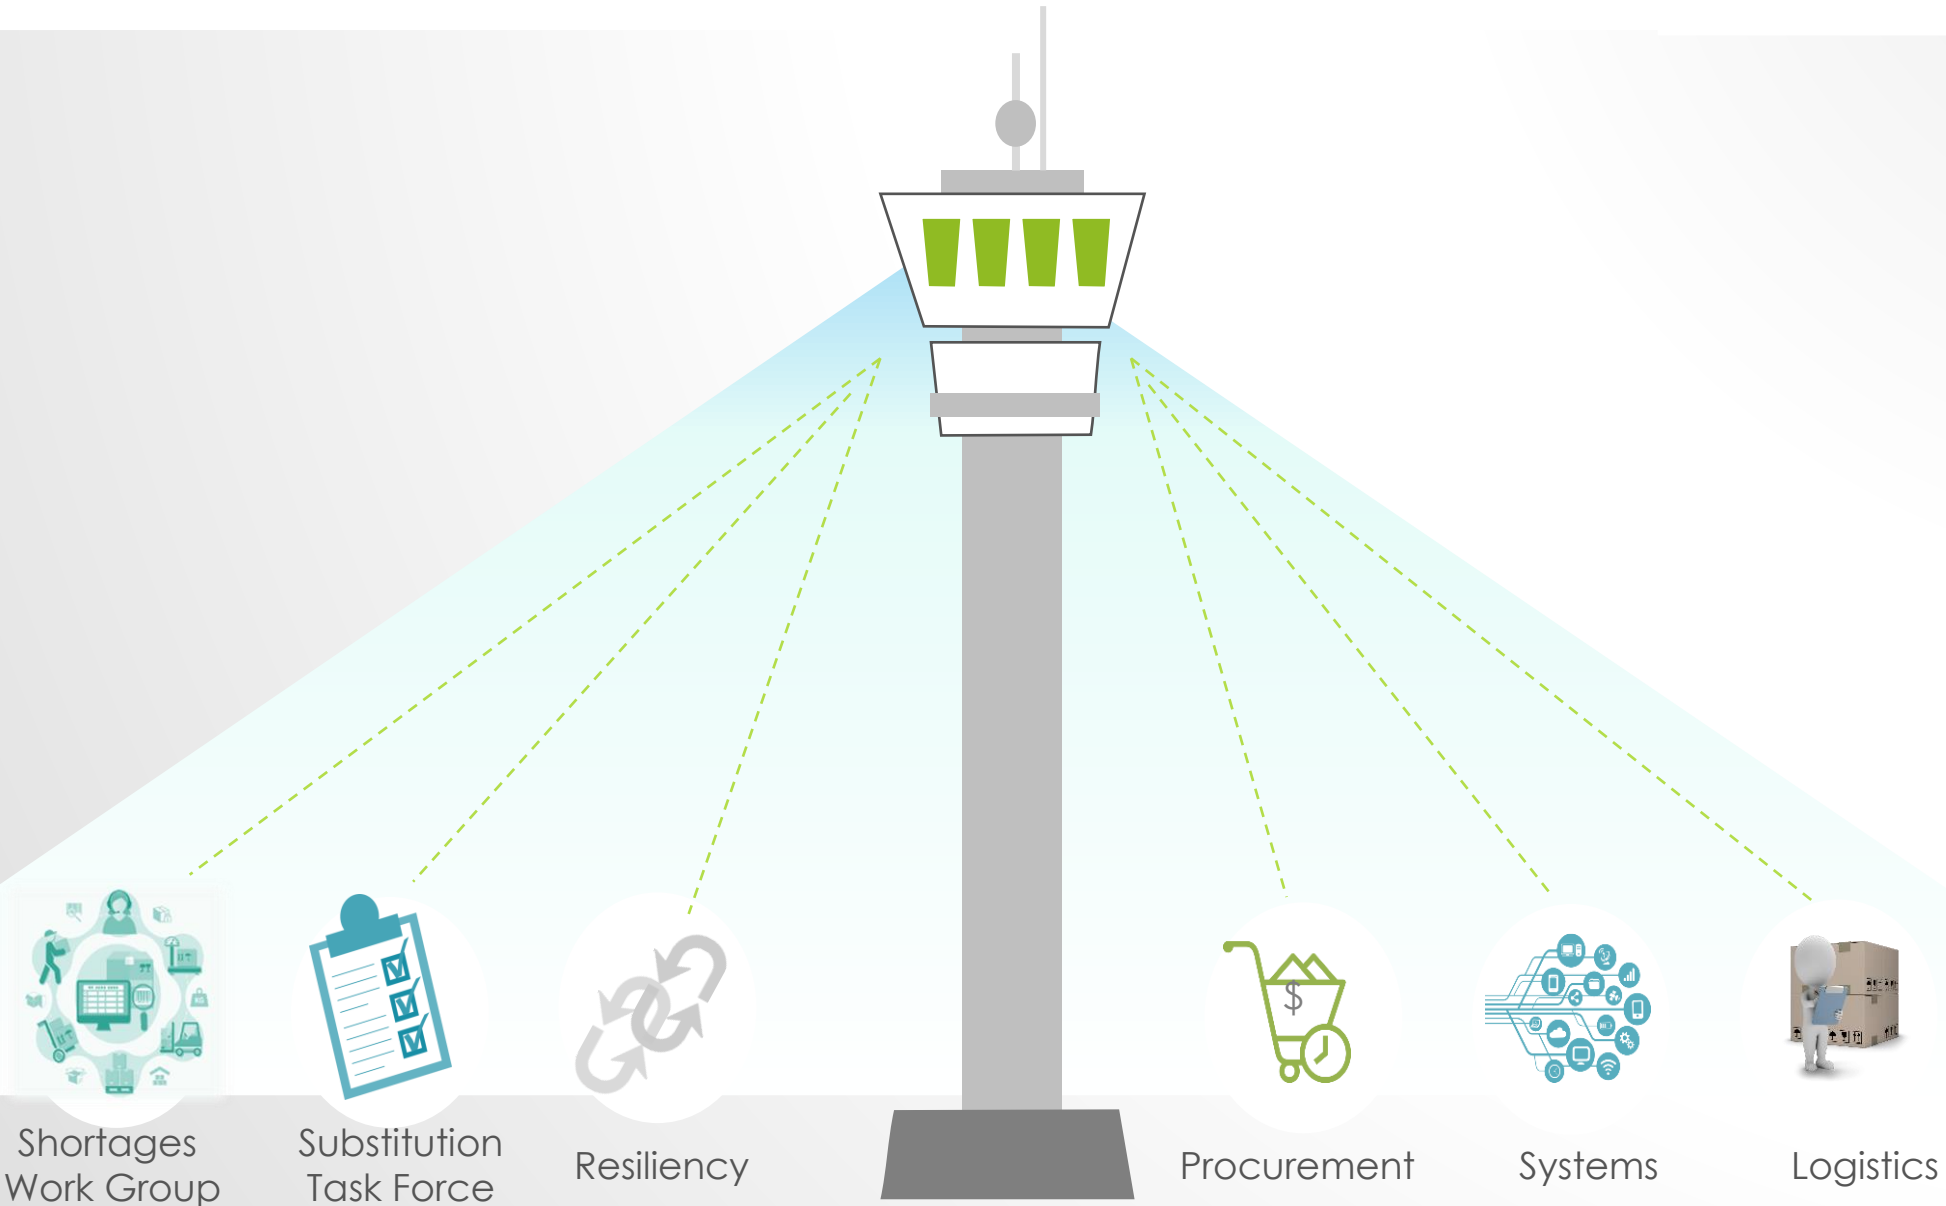 Shortages
Work Group
Substitution
Task Force
Resiliency
$
Procurement
Systems
Logistics